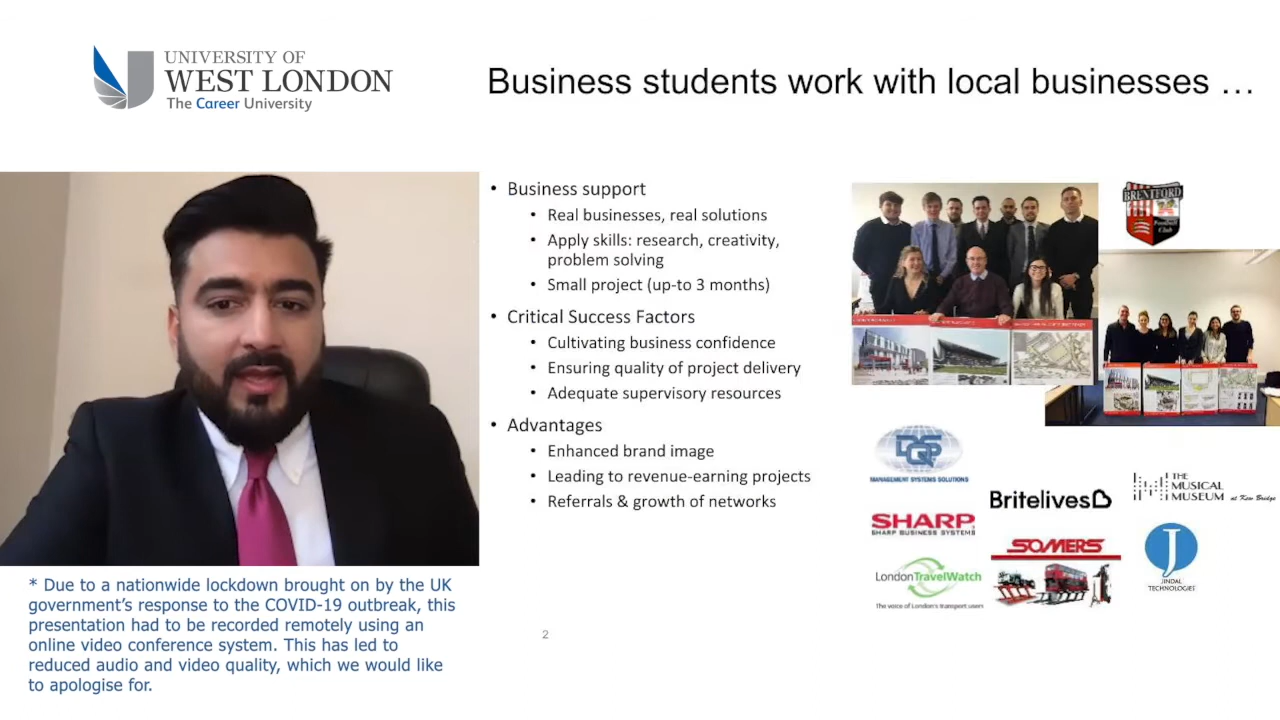 UNIVERSITY OF
WEST LONDON
The Career University
Business students work with local businesses …
• Business support
• Real businesses, real solutions
• Apply skills: research, creativity,
problem solving
• Small project (up-to 3 months)
• Critical Success Factors
• Cultivating business confidence
• Ensuring quality of project delivery
• Adequate supervisory resources
• Advantages
• Enhanced brand image
• Leading to revenue-earning projects
• Referrals & growth of networks
BRENTFORD
Football
Club
DQS
MANAGEMENT SYSTEMS SOLUTIONS
Britelives
THE
MUSICAL
MUSEUM at Kew Bridge
SHARP
SHARP BUSINESS SYSTEMS
SOMERS
JINDAL
TECHNOLOGIES
LondonTravelWatch
The voice of London's transport users
* Due to a nationwide lockdown brought on by the UK
government's response to the COVID-19 outbreak, this
presentation had to be recorded remotely using an
online video conference system. This has led to
reduced audio and video quality, which we would like
to apologise for.
2